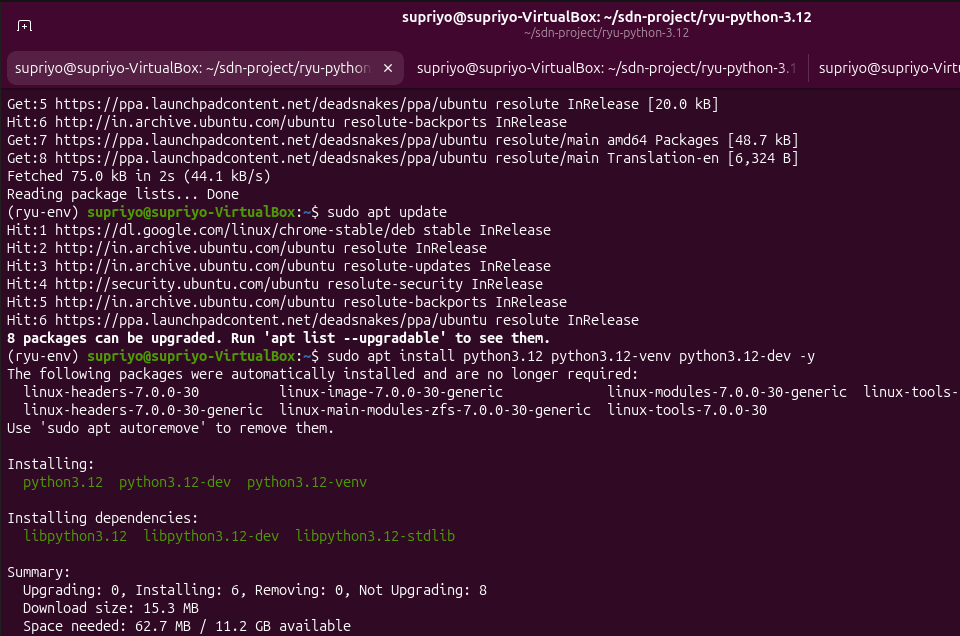 supriyo@supriyo-VirtualBox: ~/sdn-project/ryu-python-3.12
~/sdn-project/ryu-python-3.12
supriyo@supriyo-VirtualBox: ~/sdn-project/ryu-python × supriyo@supriyo-VirtualBox: ~/sdn-project/ryu-python-3.1 supriyo@supriyo-Virt
Get:5 https://ppa.launchpadcontent.net/deadsnakes/ppa/ubuntu resolute InRelease [20.0 kB]
Hit:6 http://in.archive.ubuntu.com/ubuntu resolute-backports InRelease
Get:7 https://ppa.launchpadcontent.net/deadsnakes/ppa/ubuntu resolute/main amd64 Packages [48.7 kB]
Get:8 https://ppa.launchpadcontent.net/deadsnakes/ppa/ubuntu resolute/main Translation-en [6,324 B]
Fetched 75.0 kB in 2s (44.1 kB/s)
Reading package lists... Done
(ryu-env) supriyo@supriyo-VirtualBox:~$ sudo apt update
Hit:1 https://dl.google.com/linux/chrome-stable/deb stable InRelease
Hit:2 http://in.archive.ubuntu.com/ubuntu resolute InRelease
Hit:3 http://in.archive.ubuntu.com/ubuntu resolute-updates InRelease
Hit:4 http://security.ubuntu.com/ubuntu resolute-security InRelease
Hit:5 http://in.archive.ubuntu.com/ubuntu resolute-backports InRelease
Hit:6 https://ppa.launchpadcontent.net/deadsnakes/ppa/ubuntu resolute InRelease
8 packages can be upgraded. Run 'apt list --upgradable' to see them.
(ryu-env) supriyo@supriyo-VirtualBox:~$ sudo apt install python3.12 python3.12-venv python3.12-dev -y
The following packages were automatically installed and are no longer required:
linux-headers-7.0.0-30 linux-image-7.0.0-30-generic linux-modules-7.0.0-30-generic linux-tools-
linux-headers-7.0.0-30-generic linux-main-modules-zfs-7.0.0-30-generic linux-tools-7.0.0-30
Use 'sudo apt autoremove' to remove them.
Installing:
python3.12 python3.12-dev python3.12-venv
Installing dependencies:
libpython3.12 libpython3.12-dev libpython3.12-stdlib
Summary:
Upgrading: 0, Installing: 6, Removing: 0, Not Upgrading: 8
Download size: 15.3 MB
Space needed: 62.7 MB / 11.2 GB available